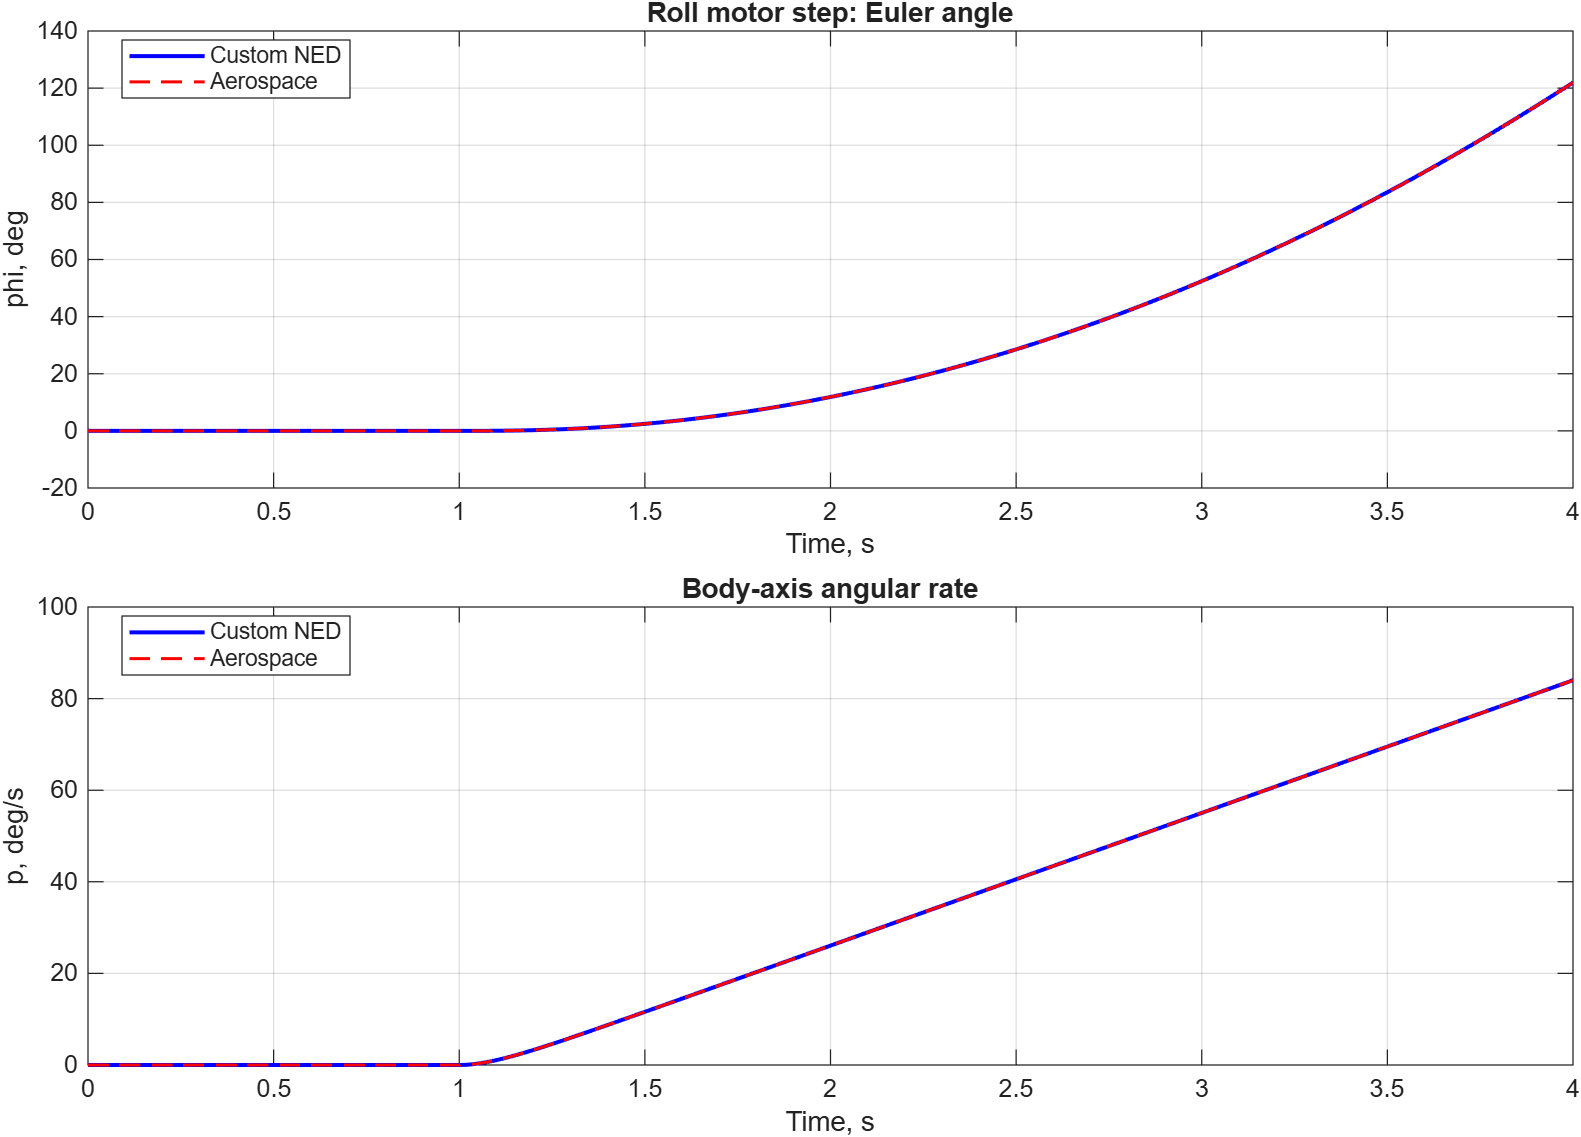 Roll motor step: Euler angle
140
120
100
80
60
40
20
0
-20
phi, deg
Custom NED
Aerospace
0 0.5 1 1.5 2 2.5 3 3.5 4
Time, s
Body-axis angular rate
100
80
60
40
20
0
p, deg/s
Custom NED
Aerospace
0 0.5 1 1.5 2 2.5 3 3.5 4
Time, s